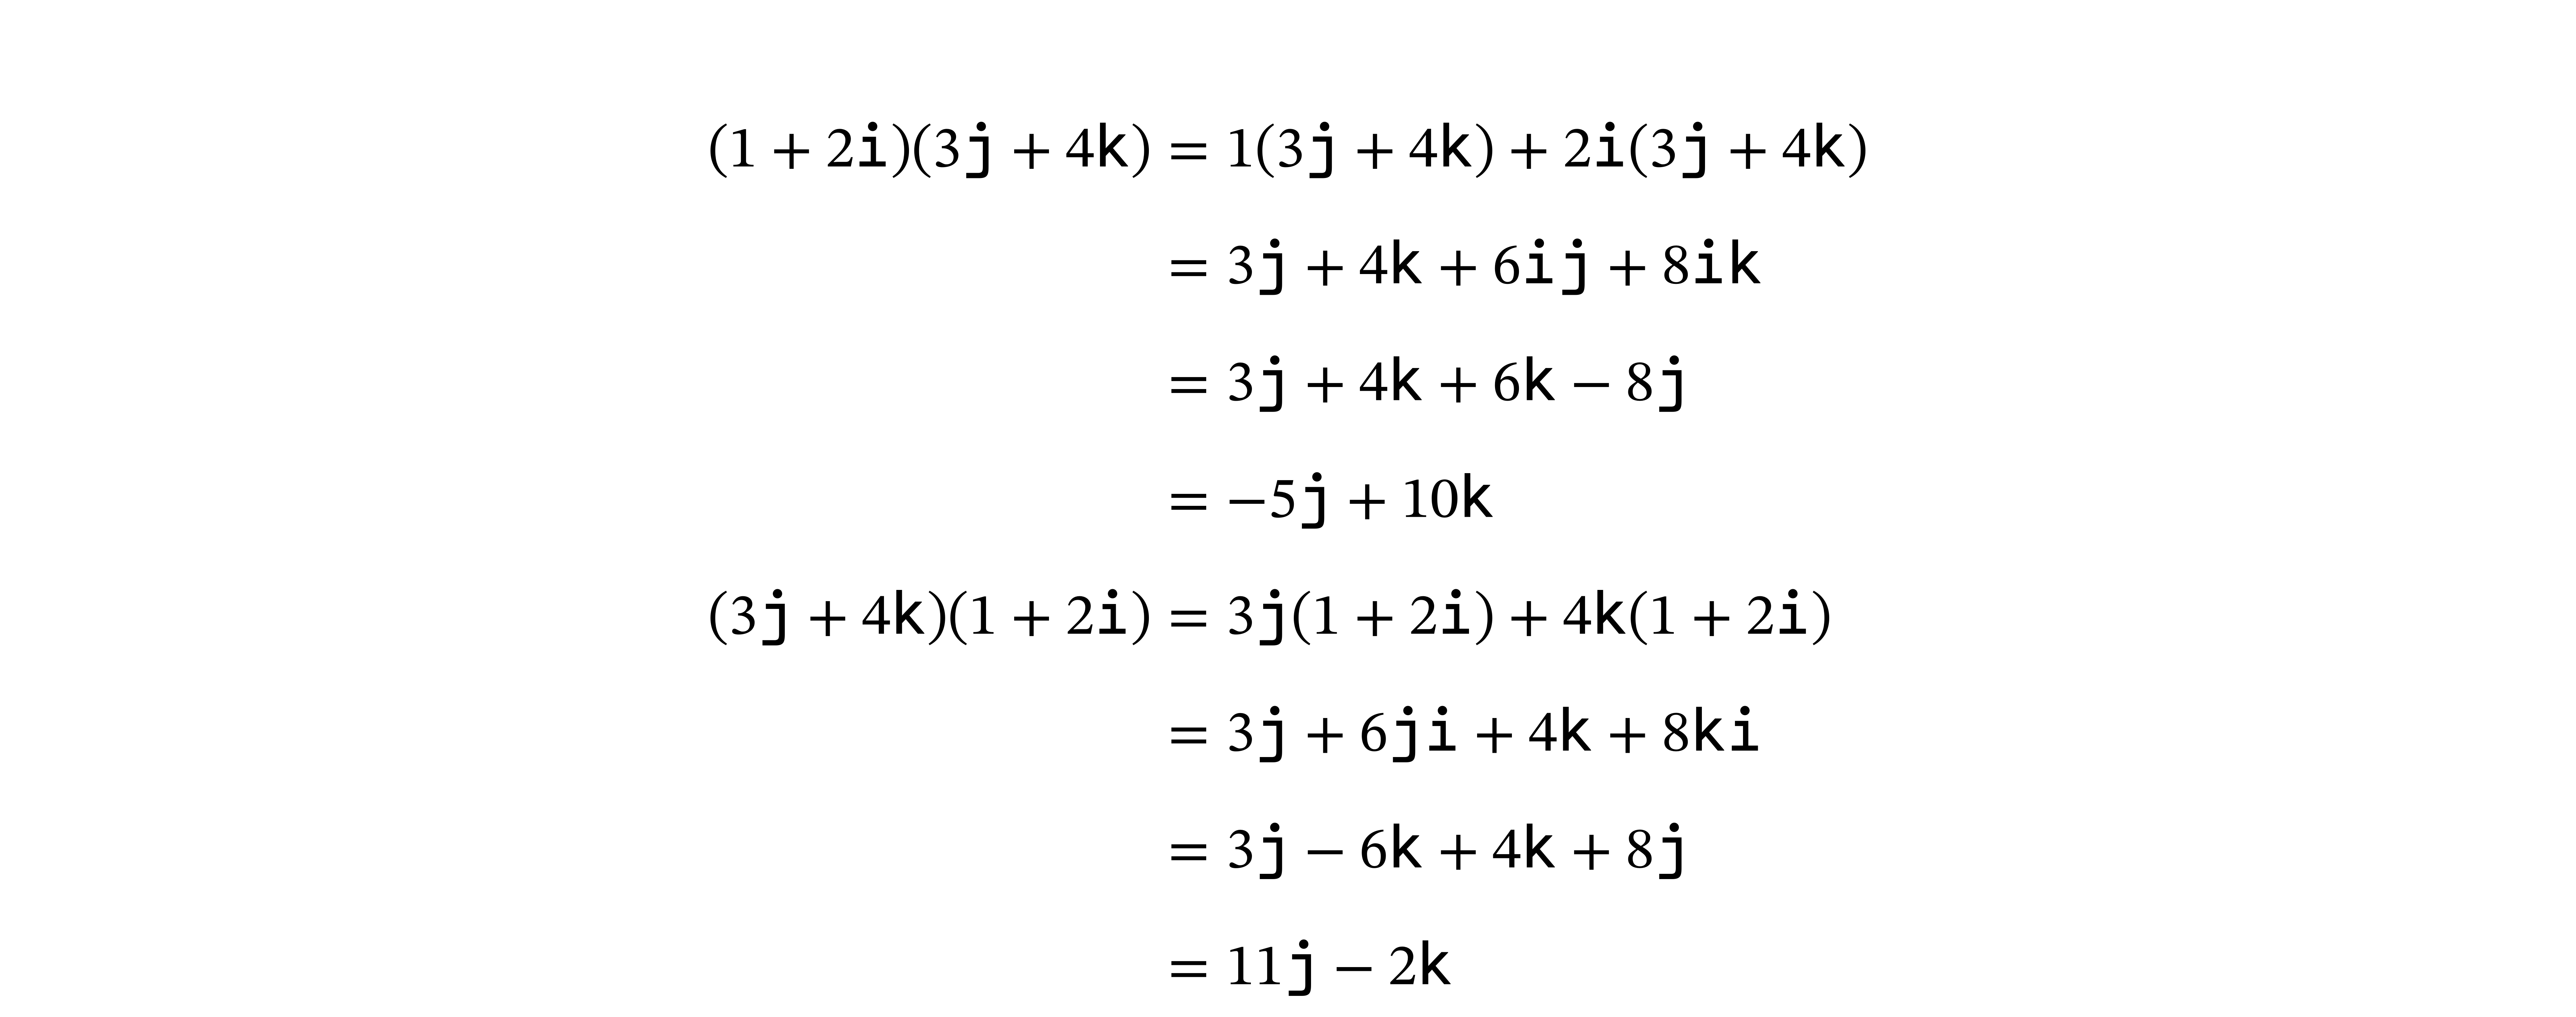 (1 + 2i)(3j + 4k) = 1(3j + 4k) + 2i(3j + 4k)
= 3j + 4k + 6ij + 8ik
= 3j + 4k + 6k − 8j
= −5j + 10k
(3j + 4k)(1 + 2i) = 3j(1 + 2i) + 4k(1 + 2i)
= 3j + 6ji + 4k + 8ki
= 3j − 6k + 4k + 8j
= 11j − 2k